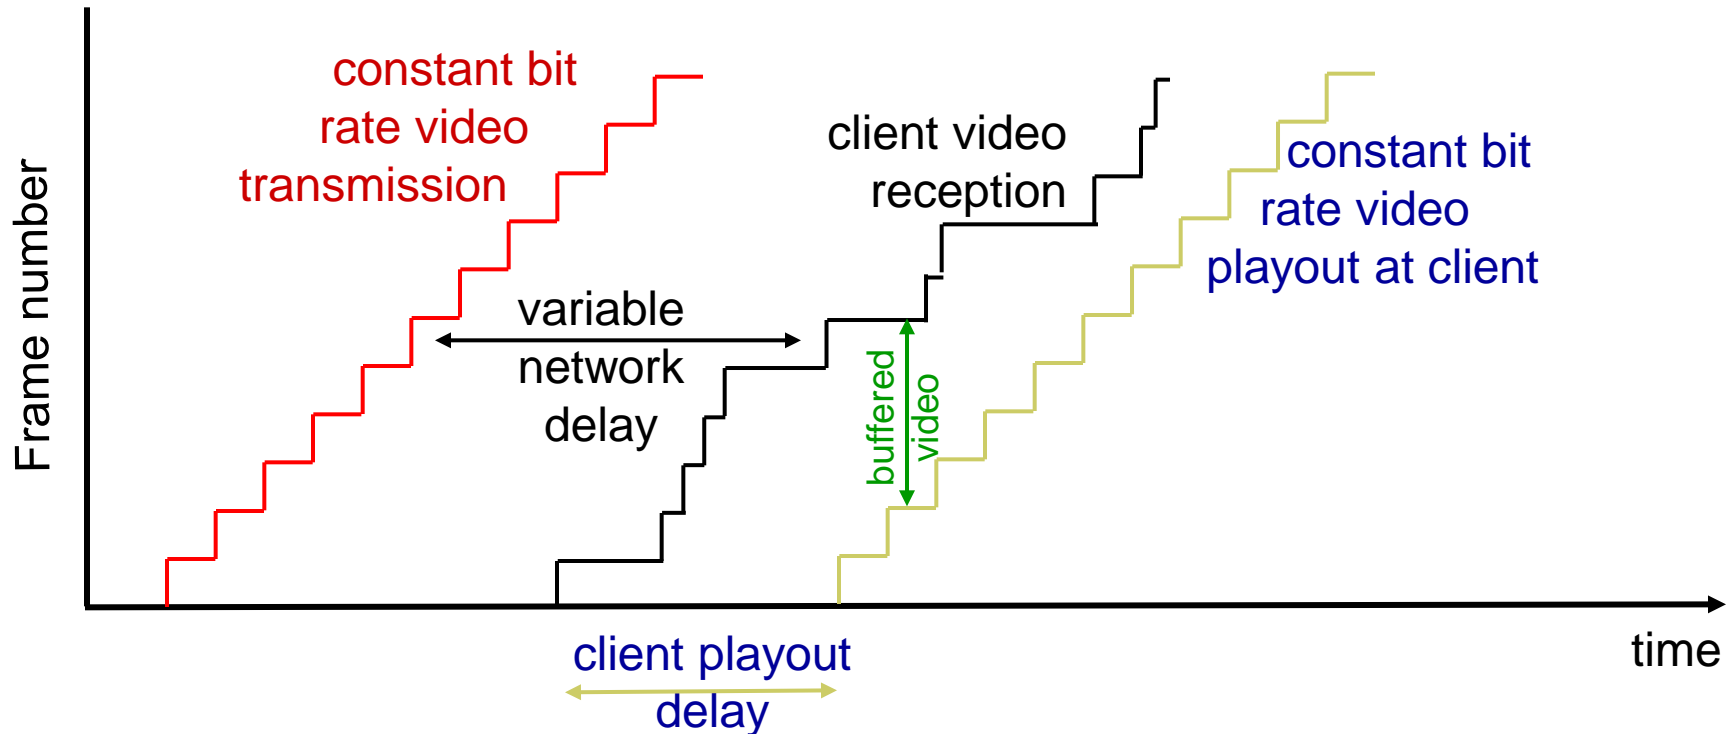 constant bit
rate video
transmission
client video
reception
constant bit
rate video
playout at client
Frame number
variable
network
delay
buffered
video
time
client playout
delay